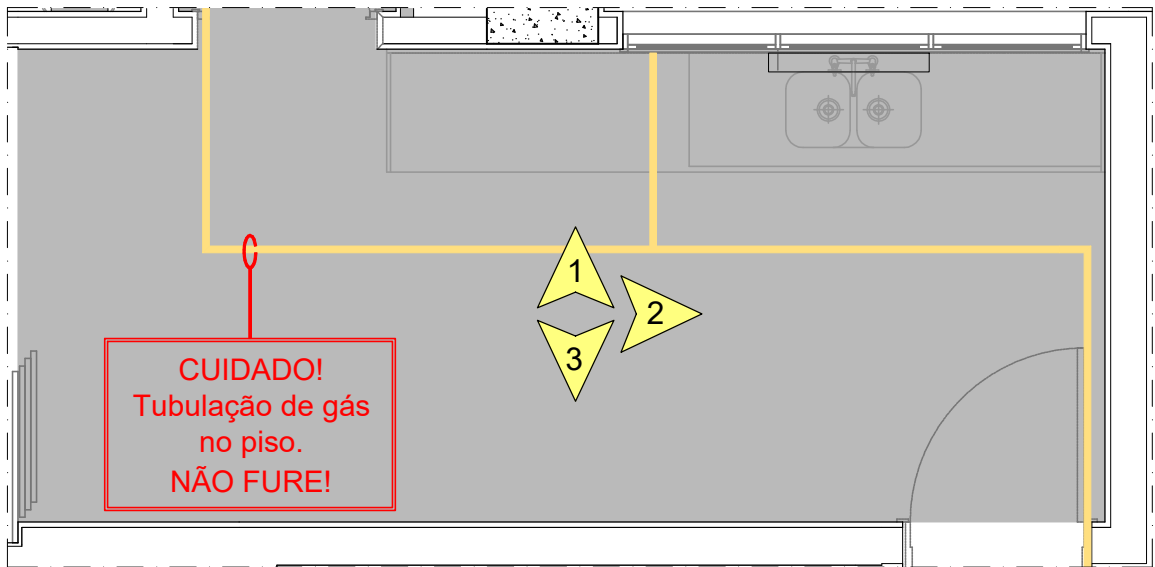 1
2
3
CUIDADO!
Tubulação de gás
no piso.
NÃO FURE!